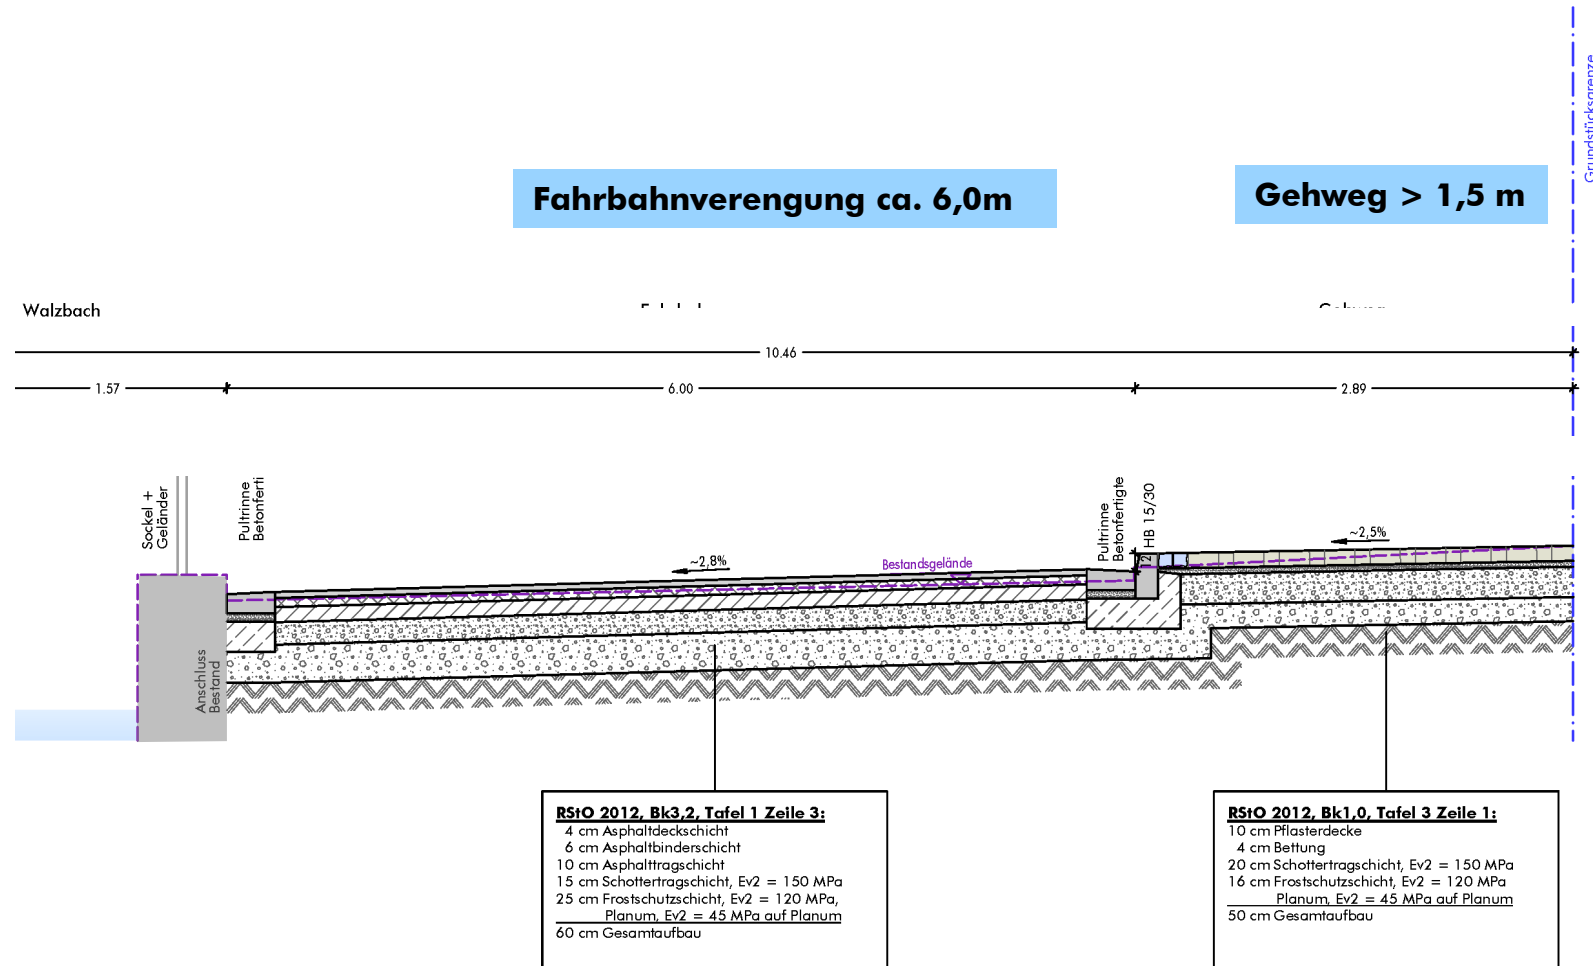 Grundstücksgrenze
Fahrbahnverengung ca. 6,0m
Gehweg > 1,5 m
Walzbach
10.46
1.57
6.00
2.89
Sockel +
Geländer
Pultrinne
Betonferti
Pultrinne
Betonfertigte
HB 15/30
12
~2,8%
Bestandsgelände
~2,5%
Anschluss
Bestand
RStO 2012, Bk3,2, Tafel 1 Zeile 3:
4 cm Asphaltdeckschicht
6 cm Asphaltbinderschicht
10 cm Asphalttragschicht
15 cm Schottertragschicht, Ev2 = 150 MPa
25 cm Frostschutzschicht, Ev2 = 120 MPa,
Planum, Ev2 = 45 MPa auf Planum
60 cm Gesamtaufbau
RStO 2012, Bk1,0, Tafel 3 Zeile 1:
10 cm Pflasterdecke
4 cm Bettung
20 cm Schottertragschicht, Ev2 = 150 MPa
16 cm Frostschutzschicht, Ev2 = 120 MPa
Planum, Ev2 = 45 MPa auf Planum
50 cm Gesamtaufbau